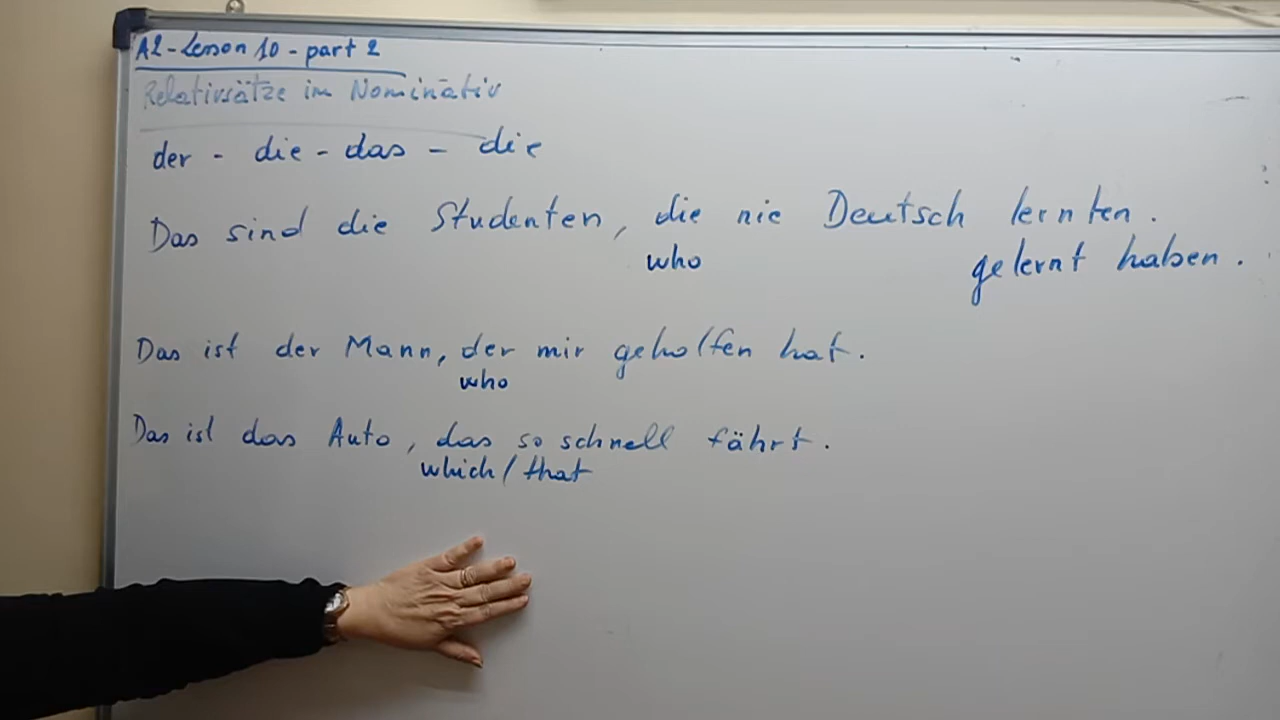 A2 - Lesson 10 - part 2
Relativsätze im Nominativ
der - die - das - die
Das sind die Studenten, die nie Deutsch lernten.
who
gelernt haben.
Das ist der Mann, der mir geholfen hat.
who
Das ist das Auto, das so schnell fährt.
which/that